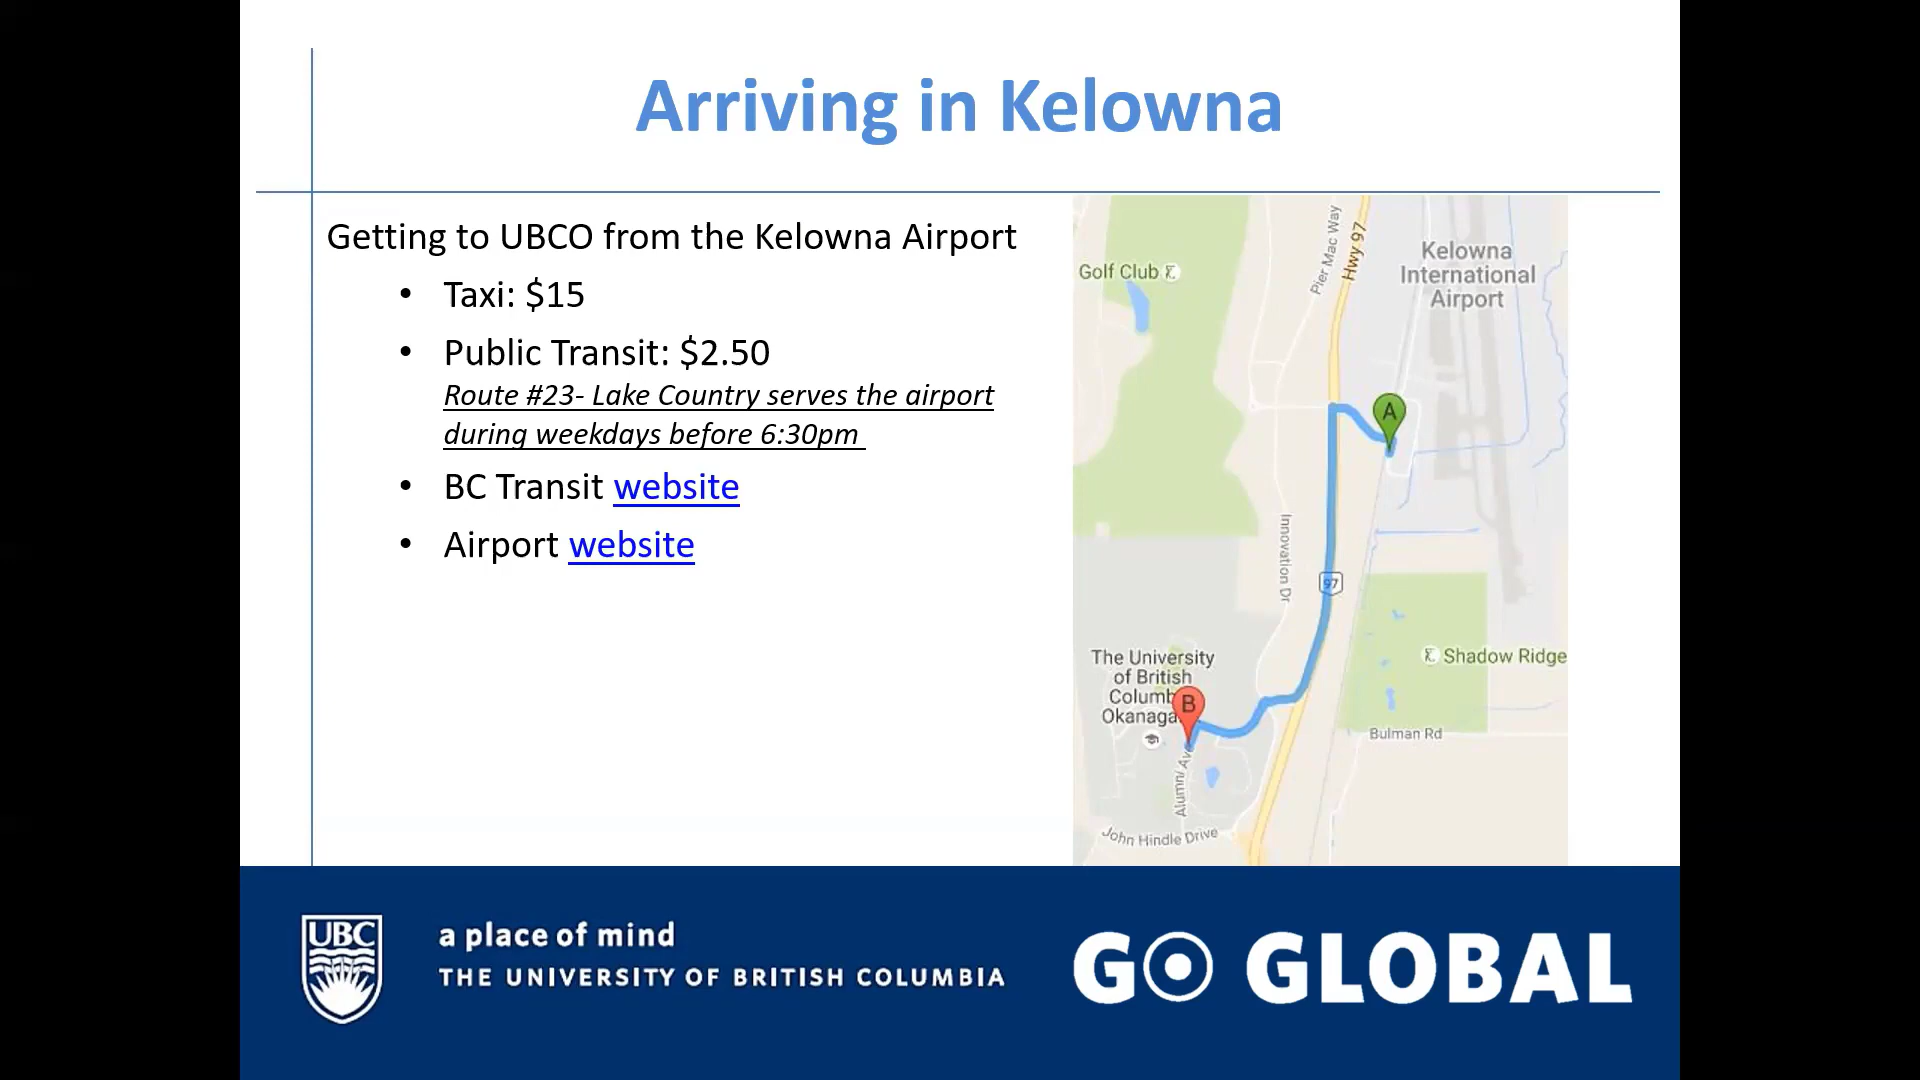 Arriving in Kelowna
Getting to UBCO from the Kelowna Airport
• Taxi: $15
• Public Transit: $2.50
Route #23- Lake Country serves the airport
during weekdays before 6:30pm
• BC Transit website
• Airport website
Golf Club
Pier Mac Way
Hwy 97
Kelowna
International
Airport
A
Innovation Dr
97
Shadow Ridge
The University
of British
Columb
Okanaga
B
Bulman Rd
Alumni Ave
John Hindle Drive
UBC
a place of mind
THE UNIVERSITY OF BRITISH COLUMBIA
GO GLOBAL